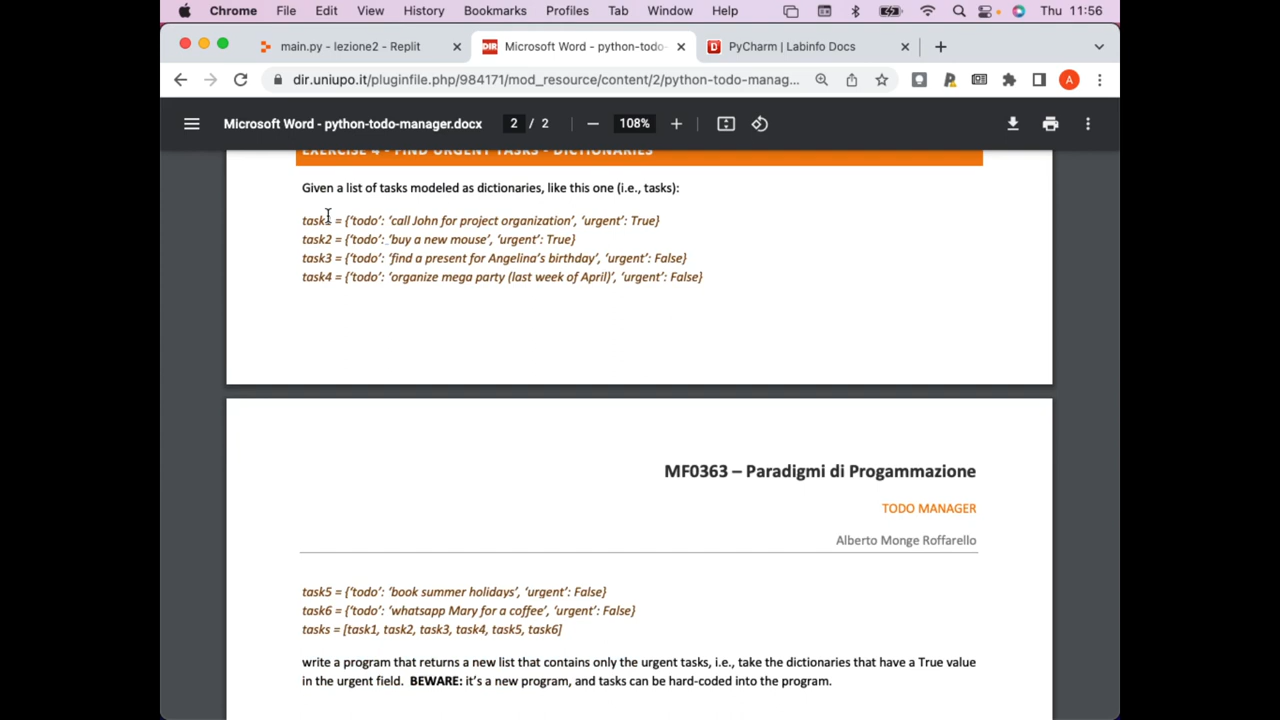 Chrome File Edit View History Bookmarks Profiles Tab Window Help Thu 11:56
main.py - lezione2 - Replit
DIR Microsoft Word - python-todo-
D PyCharm | Labinfo Docs
dir.uniupo.it/pluginfile.php/984171/mod_resource/content/2/python-todo-manag... A
Microsoft Word - python-todo-manager.docx 2 / 2 108%
EXERCISE 4 - FIND URGENT TASKS - DICTIONARIES
Given a list of tasks modeled as dictionaries, like this one (i.e., tasks):
task1 = {‘todo’: ‘call John for project organization’, ‘urgent’: True}
task2 = {‘todo’: ‘buy a new mouse’, ‘urgent’: True}
task3 = {‘todo’: ‘find a present for Angelina’s birthday’, ‘urgent’: False}
task4 = {‘todo’: ‘organize mega party (last week of April)’, ‘urgent’: False}
MF0363 – Paradigmi di Progammazione
TODO MANAGER
Alberto Monge Roffarello
task5 = {‘todo’: ‘book summer holidays’, ‘urgent’: False}
task6 = {‘todo’: ‘whatsapp Mary for a coffee’, ‘urgent’: False}
tasks = [task1, task2, task3, task4, task5, task6]
write a program that returns a new list that contains only the urgent tasks, i.e., take the dictionaries that have a True value
in the urgent field. BEWARE: it’s a new program, and tasks can be hard-coded into the program.